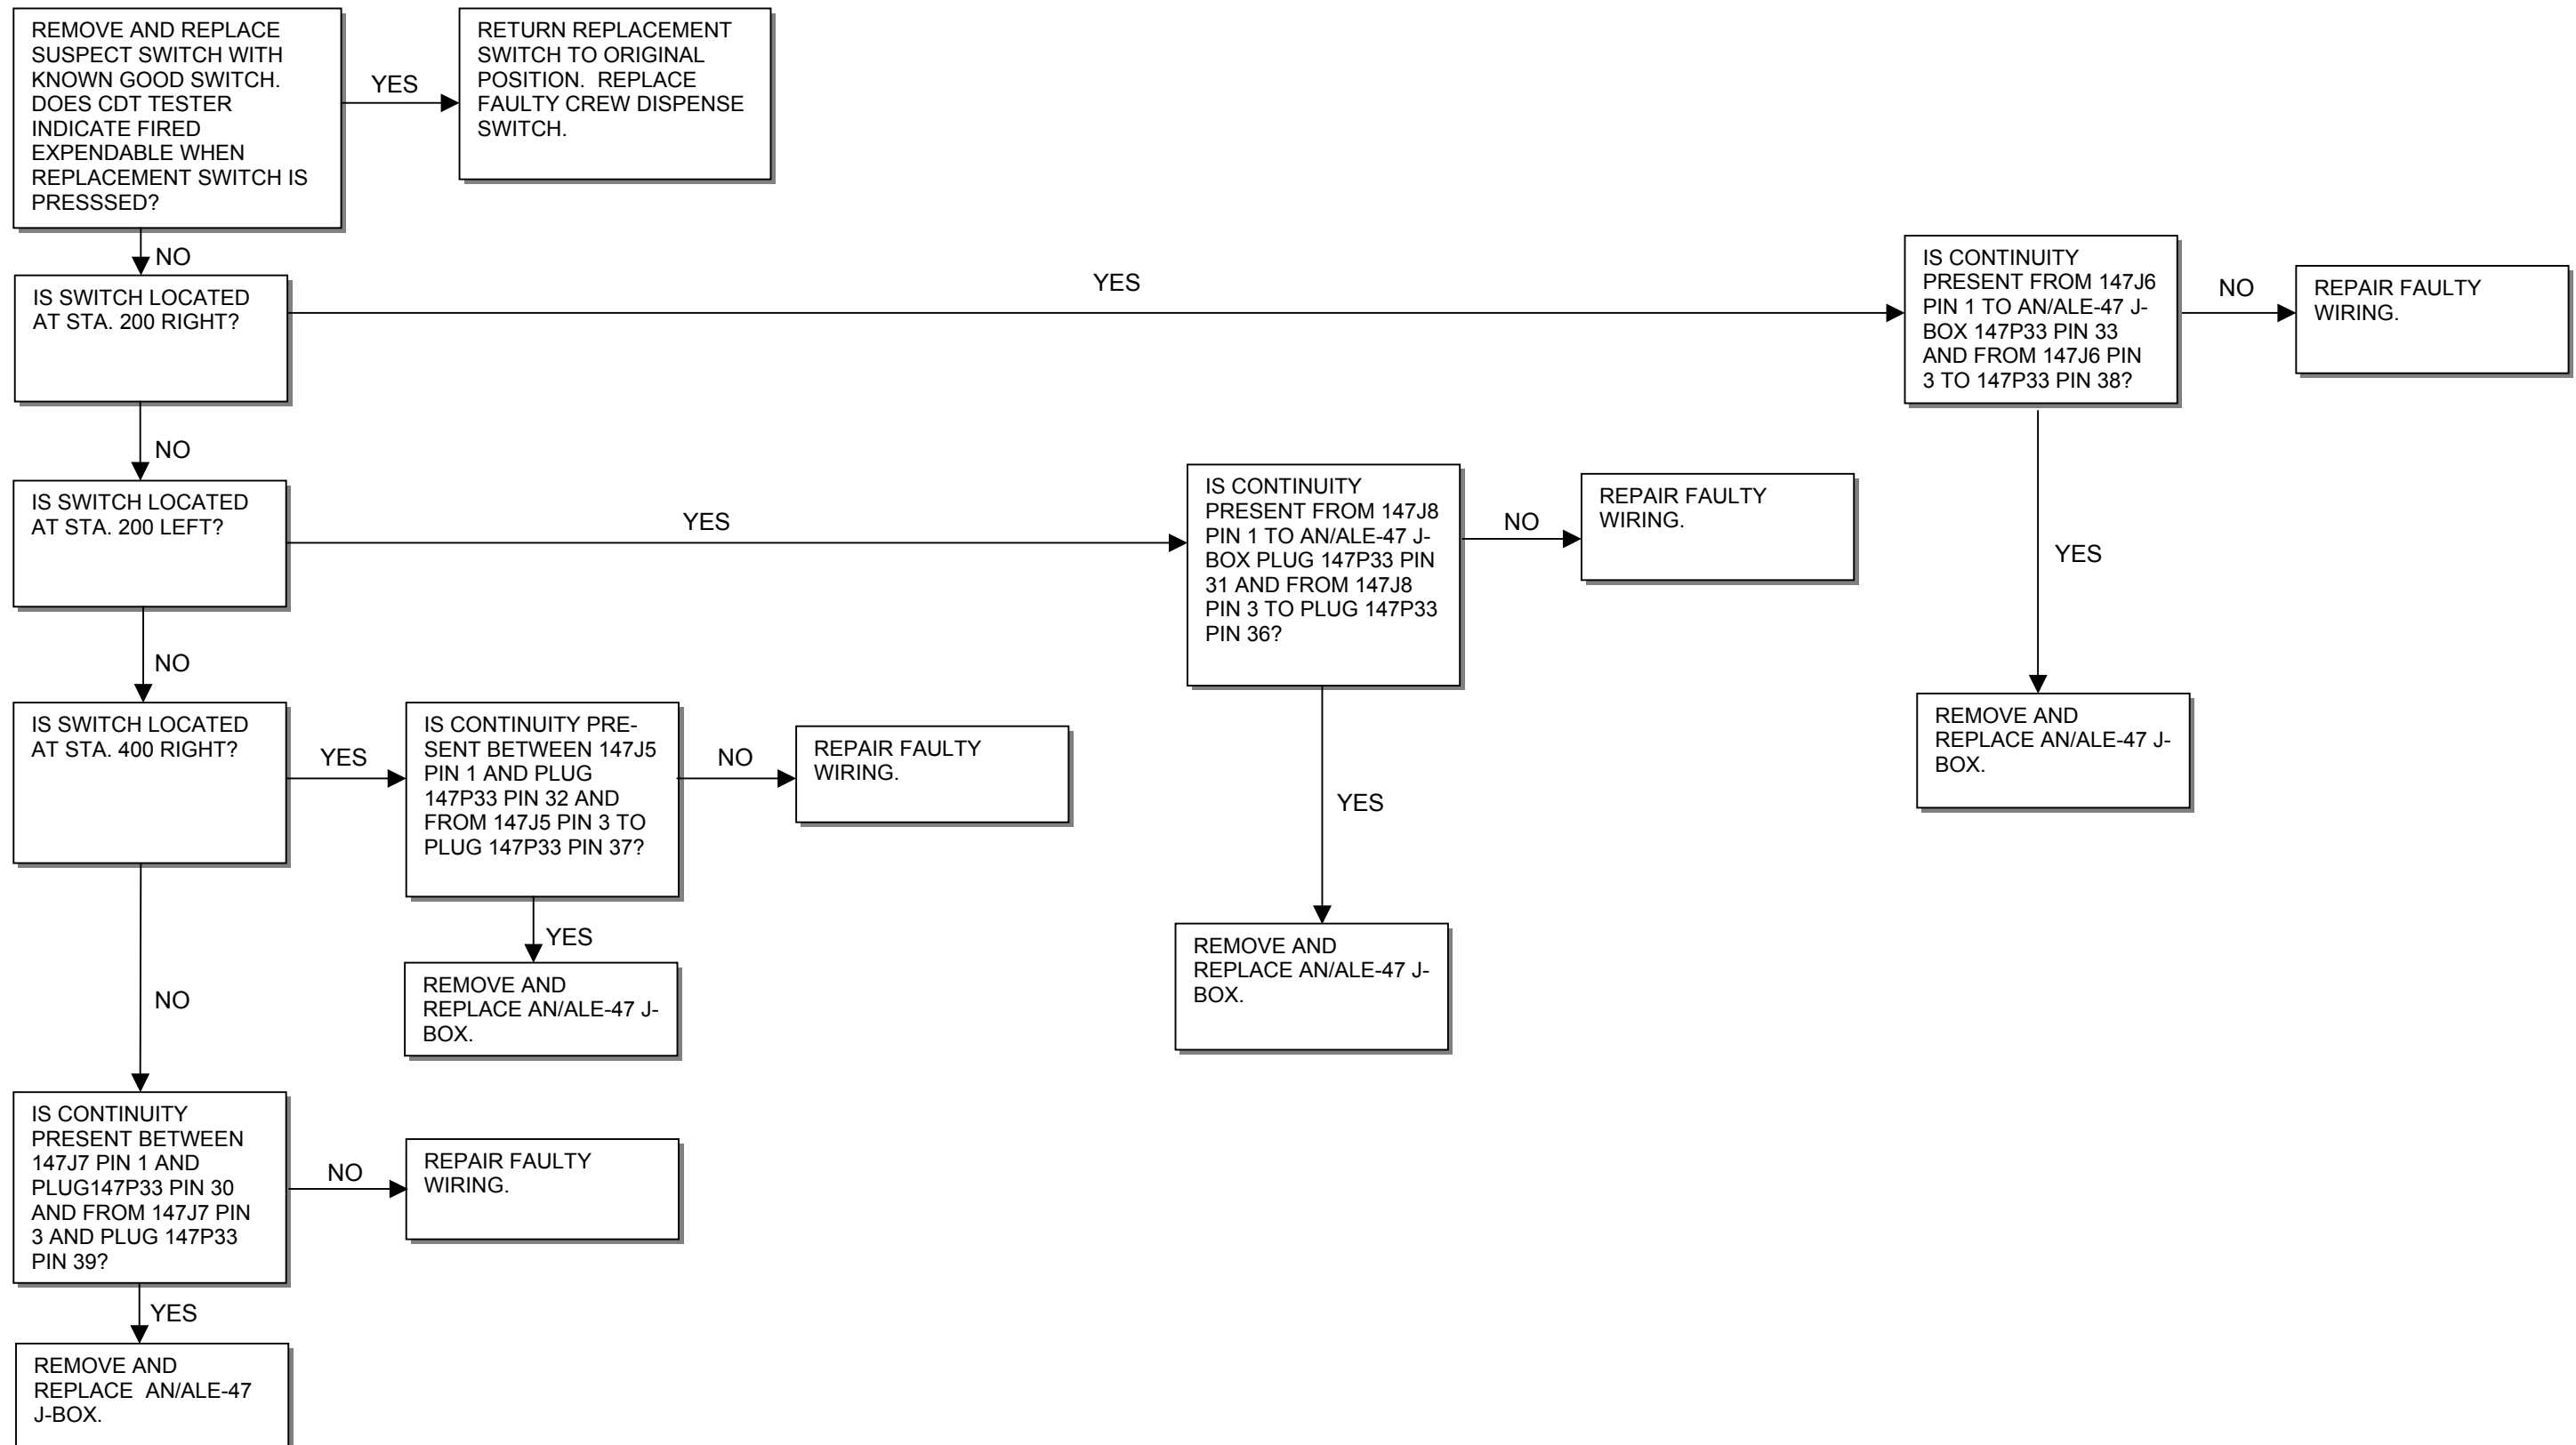 REMOVE AND REPLACE
SUSPECT SWITCH WITH
KNOWN GOOD SWITCH.
DOES CDT TESTER
INDICATE FIRED
EXPENDABLE WHEN
REPLACEMENT SWITCH IS
PRESSSED?
YES
RETURN REPLACEMENT
SWITCH TO ORIGINAL
POSITION. REPLACE
FAULTY CREW DISPENSE
SWITCH.
NO
IS SWITCH LOCATED
AT STA. 200 RIGHT?
YES
IS CONTINUITY
PRESENT FROM 147J6
PIN 1 TO AN/ALE-47 J-
BOX 147P33 PIN 33
AND FROM 147J6 PIN
3 TO 147P33 PIN 38?
NO
REPAIR FAULTY
WIRING.
YES
REMOVE AND
REPLACE AN/ALE-47 J-
BOX.
NO
IS SWITCH LOCATED
AT STA. 200 LEFT?
YES
IS CONTINUITY
PRESENT FROM 147J8
PIN 1 TO AN/ALE-47 J-
BOX PLUG 147P33 PIN
31 AND FROM 147J8
PIN 3 TO PLUG 147P33
PIN 36?
NO
REPAIR FAULTY
WIRING.
YES
REMOVE AND
REPLACE AN/ALE-47 J-
BOX.
NO
IS SWITCH LOCATED
AT STA. 400 RIGHT?
YES
IS CONTINUITY PRE-
SENT BETWEEN 147J5
PIN 1 AND PLUG
147P33 PIN 32 AND
FROM 147J5 PIN 3 TO
PLUG 147P33 PIN 37?
NO
REPAIR FAULTY
WIRING.
YES
REMOVE AND
REPLACE AN/ALE-47 J-
BOX.
NO
IS CONTINUITY
PRESENT BETWEEN
147J7 PIN 1 AND
PLUG147P33 PIN 30
AND FROM 147J7 PIN
3 AND PLUG 147P33
PIN 39?
NO
REPAIR FAULTY
WIRING.
YES
REMOVE AND
REPLACE AN/ALE-47
J-BOX.